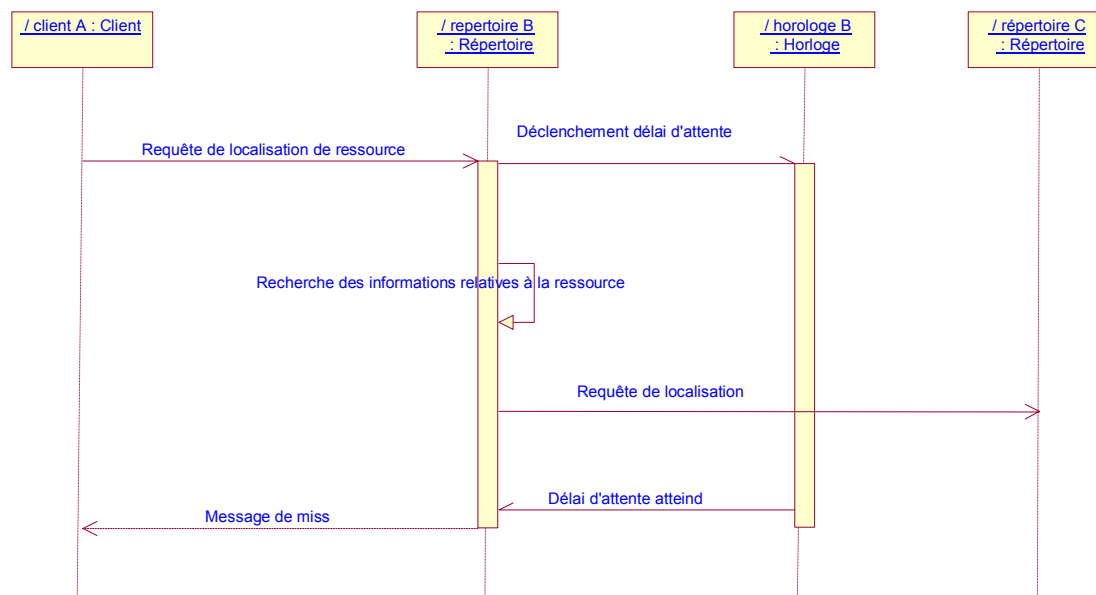 / client A : Client
/ repertoire B
: Répertoire
/ horologe B
: Horloge
/ répertoire C
: Répertoire
Déclenchement délai d'attente
Requête de localisation de ressource
Recherche des informations relatives à la ressource
Requête de localisation
Délai d'attente atteind
Message de miss